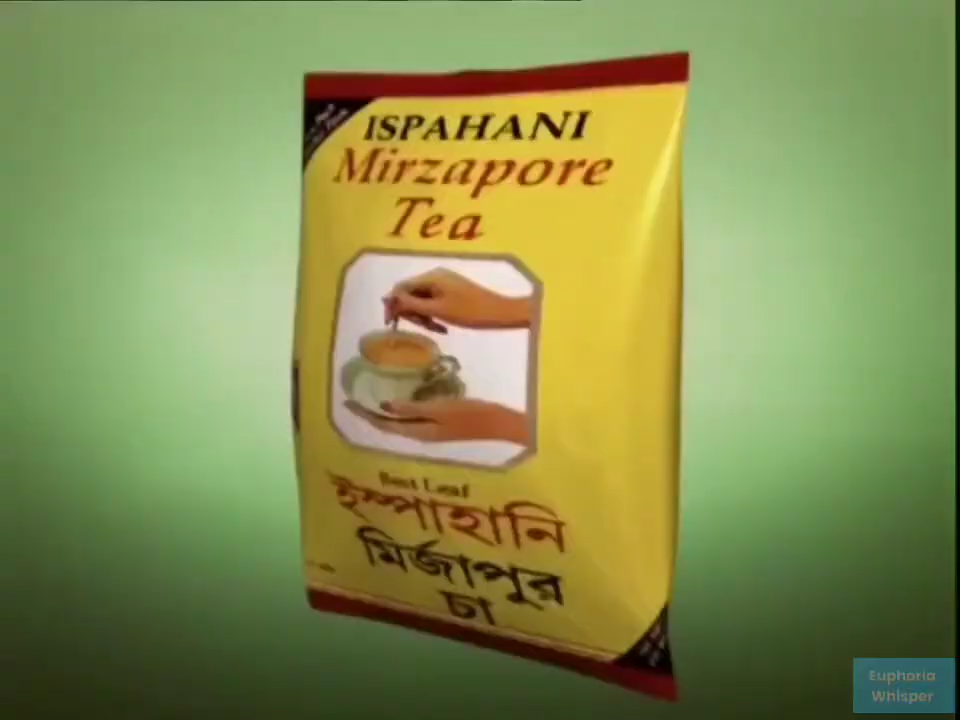 ISPAHANI
Mirzapore
Tea
Best Leaf
ইস্পাহানি
মির্জাপুর
চা
Euphoria
Whisper